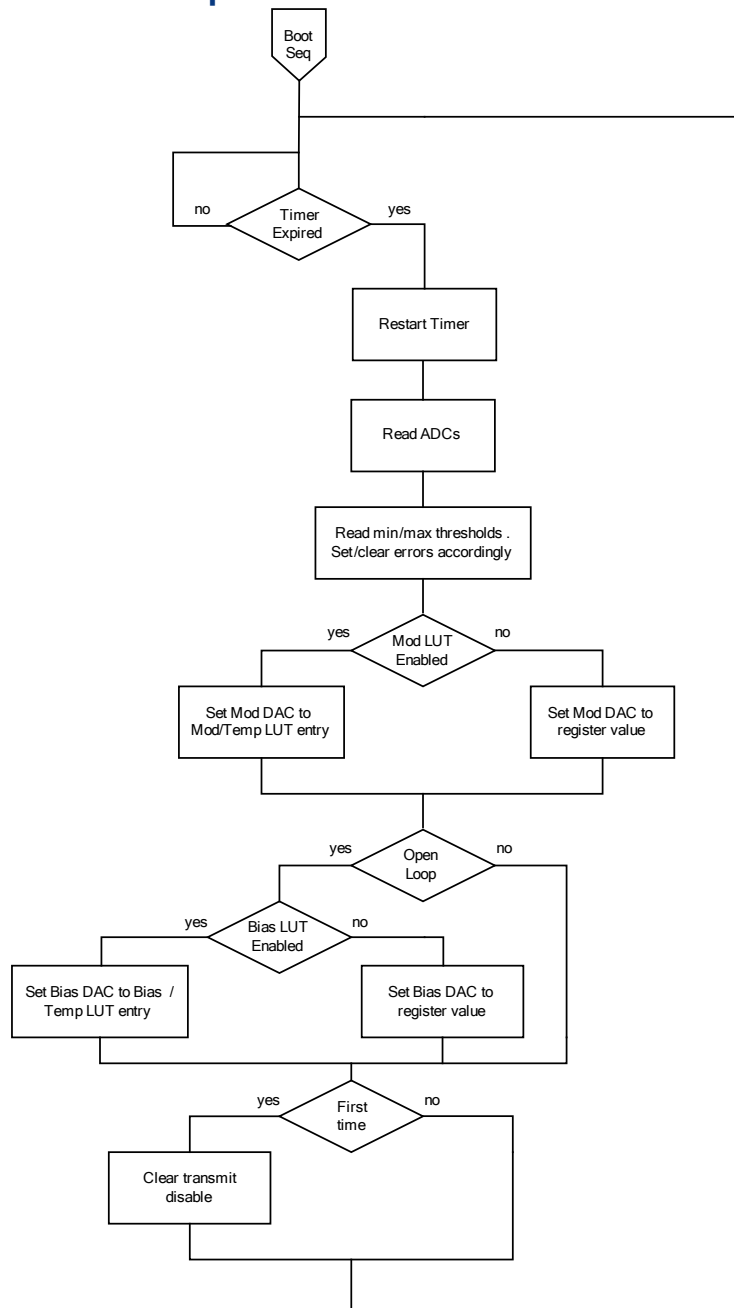 Boot
Seq
no
Timer
Expired
yes
Restart Timer
Read ADCs
Read min/max thresholds .
Set/clear errors accordingly
yes
Mod LUT
Enabled
no
Set Mod DAC to
Mod/Temp LUT entry
Set Mod DAC to
register value
yes
Open
Loop
no
yes
Bias LUT
Enabled
no
Set Bias DAC to Bias /
Temp LUT entry
Set Bias DAC to
register value
yes
First
time
no
Clear transmit
disable